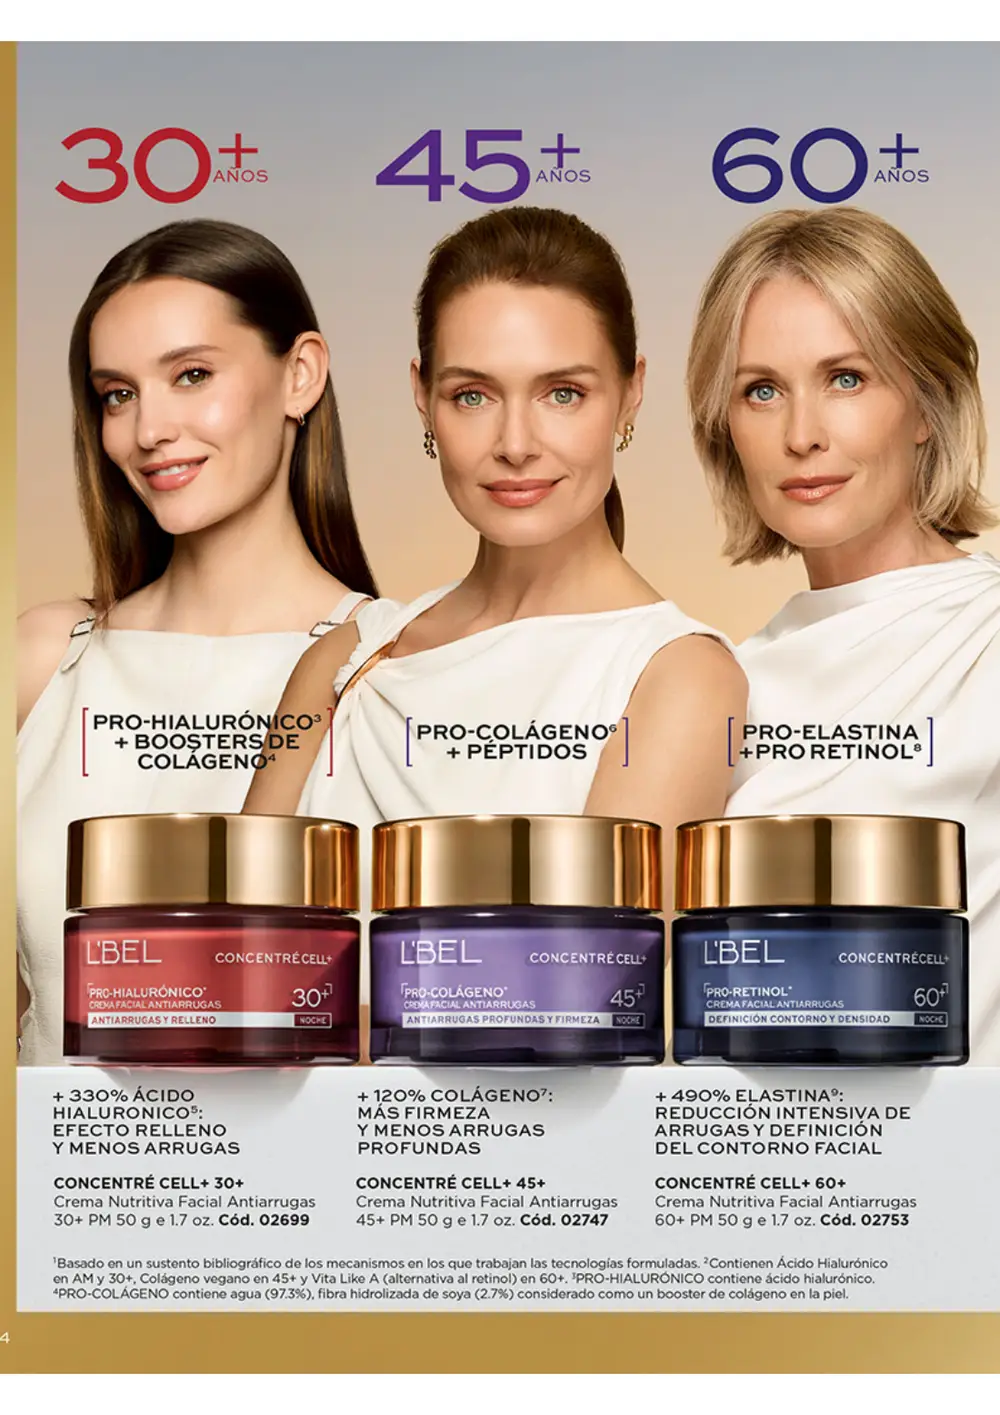 30+ AÑOS
45+ AÑOS
60+ AÑOS
PRO-HIALURÓNICO³
+ BOOSTERS DE
COLÁGENO⁴
PRO-COLÁGENO⁶
+ PÉPTIDOS
PRO-ELASTINA
+PRO RETINOL⁸
L'BEL
CONCENTRÉ CELL+
PRO-HIALURÓNICO*
CREMA FACIAL ANTIARRUGAS
30+
ANTIARRUGAS Y RELLENO
NOCHE
L'BEL
CONCENTRÉ CELL+
PRO-COLÁGENO*
CREMA FACIAL ANTIARRUGAS
45+
ANTIARRUGAS PROFUNDAS Y FIRMEZA
NOCHE
L'BEL
CONCENTRÉ CELL+
PRO-RETINOL*
CREMA FACIAL ANTIARRUGAS
60+
DEFINICIÓN CONTORNO Y DENSIDAD
NOCHE
+ 330% ÁCIDO
HIALURONICO⁵:
EFECTO RELLENO
Y MENOS ARRUGAS
CONCENTRÉ CELL+ 30+
Crema Nutritiva Facial Antiarrugas
30+ PM 50 g e 1.7 oz. Cód. 02699
+ 120% COLÁGENO⁷:
MÁS FIRMEZA
Y MENOS ARRUGAS
PROFUNDAS
CONCENTRÉ CELL+ 45+
Crema Nutritiva Facial Antiarrugas
45+ PM 50 g e 1.7 oz. Cód. 02747
+ 490% ELASTINA⁹:
REDUCCIÓN INTENSIVA DE
ARRUGAS Y DEFINICIÓN
DEL CONTORNO FACIAL
CONCENTRÉ CELL+ 60+
Crema Nutritiva Facial Antiarrugas
60+ PM 50 g e 1.7 oz. Cód. 02753
¹Basado en un sustento bibliográfico de los mecanismos en los que trabajan las tecnologías formuladas. ²Contienen Ácido Hialurónico
en AM y 30+, Colágeno vegano en 45+ y Vita Like A (alternativa al retinol) en 60+. ³PRO-HIALURÓNICO contiene ácido hialurónico.
⁴PRO-COLÁGENO contiene agua (97.3%), fibra hidrolizada de soya (2.7%) considerado como un booster de colágeno en la piel.
4